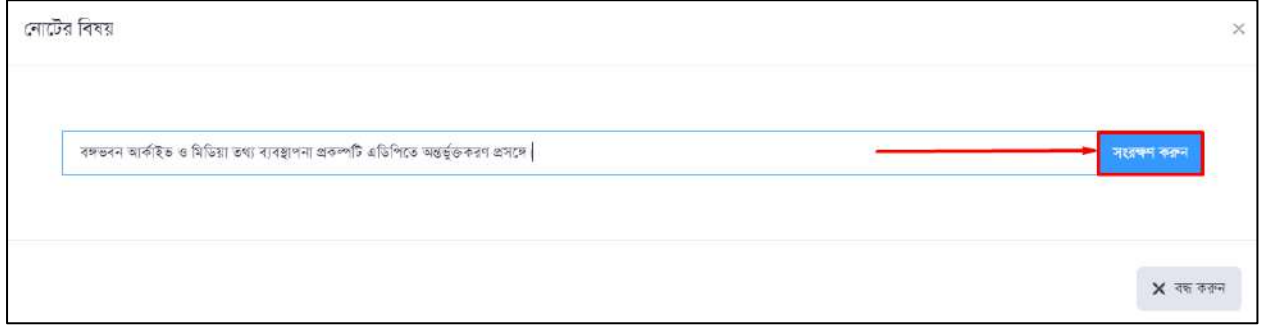 নোটের বিষয়
বঙ্গভবন আর্কাইভ ও মিডিয়া তথ্য ব্যবস্থাপনা প্রকল্পটি এডিপিতে অন্তর্ভুক্তকরণ প্রসঙ্গে
সংরক্ষণ করুন
বন্ধ করুন